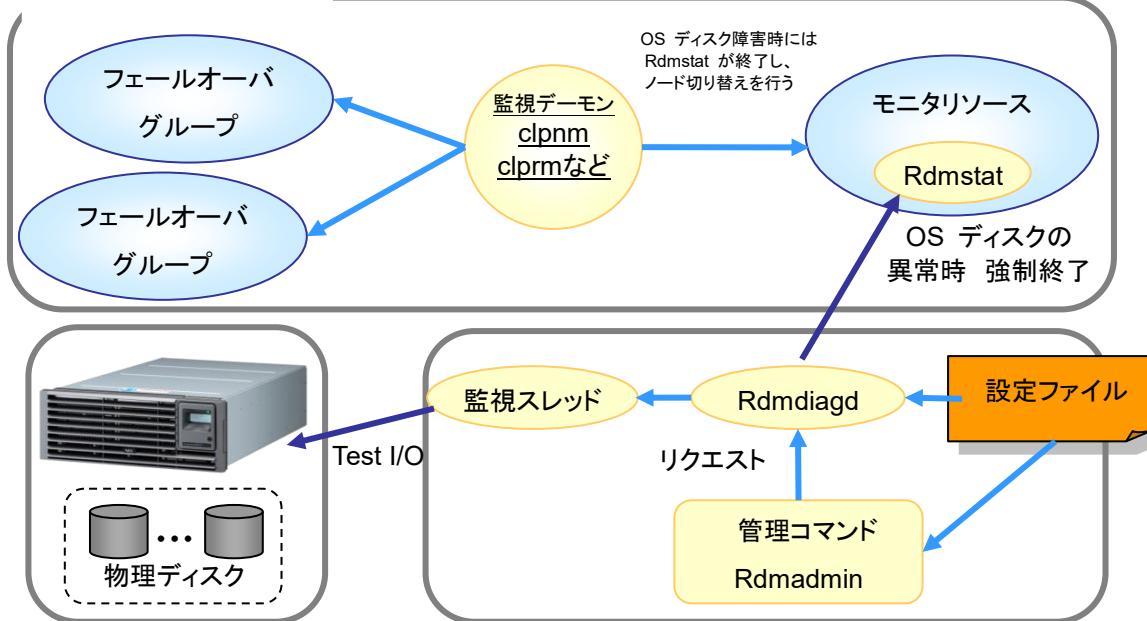 フェールオーバ
グループ
フェールオーバ
グループ
監視デーモン
clpnm
clprmなど
OS ディスク障害時には
Rdmstat が終了し、
ノード切り替えを行う
モニタリソース
Rdmstat
OS ディスクの
異常時 強制終了
監視スレッド
Rdmdiagd
設定ファイル
Test I/O
リクエスト
管理コマンド
Rdmadmin
•••
物理ディスク